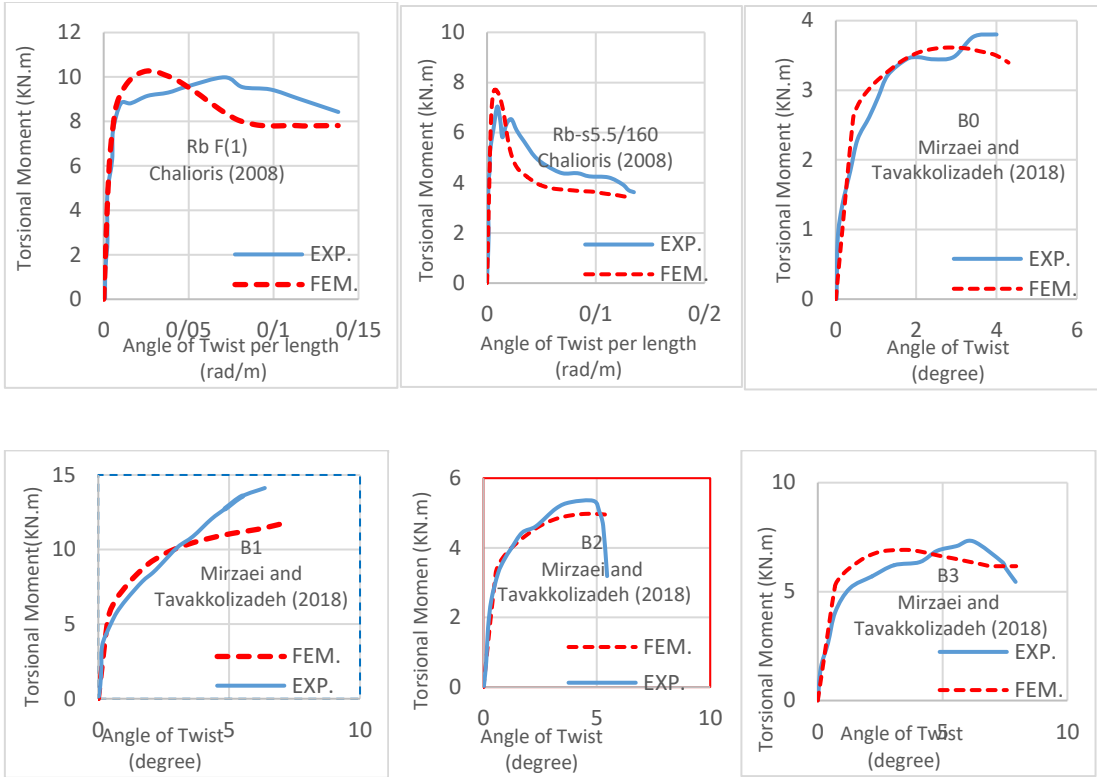 Torsional Moment (KN.m)
12
10
8
6
4
2
0
Rb F(1)
Chalioris (2008)
EXP.
FEM.
0 0/05 0/1 0/15
Angle of Twist per length
(rad/m)
Torsional Moment (KN.m)
10
8
6
4
2
0
Rb-s5.5/160
Chalioris (2008)
EXP.
FEM.
0 0/1 0/2
Angle of Twist per length
(rad/m)
Torsional Moment (KN.m)
4
3
2
1
0
B0
Mirzaei and
Tavakkolizadeh (2018)
EXP.
FEM.
0 2 4 6
Angle of Twist
(degree)
Torsional Moment(KN.m)
15
10
5
0
B1
Mirzaei and
Tavakkolizadeh (2018)
FEM.
EXP.
0 5 10
Angle of Twist
(degree)
Torsional Momen (KN.m)
6
4
2
0
B2
Mirzaei and
Tavakkolizadeh (2018)
FEM.
EXP.
0 5 10
Angle of Twist
(degree)
Torsional Moment (KN.m)
10
5
0
B3
Mirzaei and
Tavakkolizadeh (2018)
EXP.
FEM.
0 5 10
Angle of Twist
(degree)